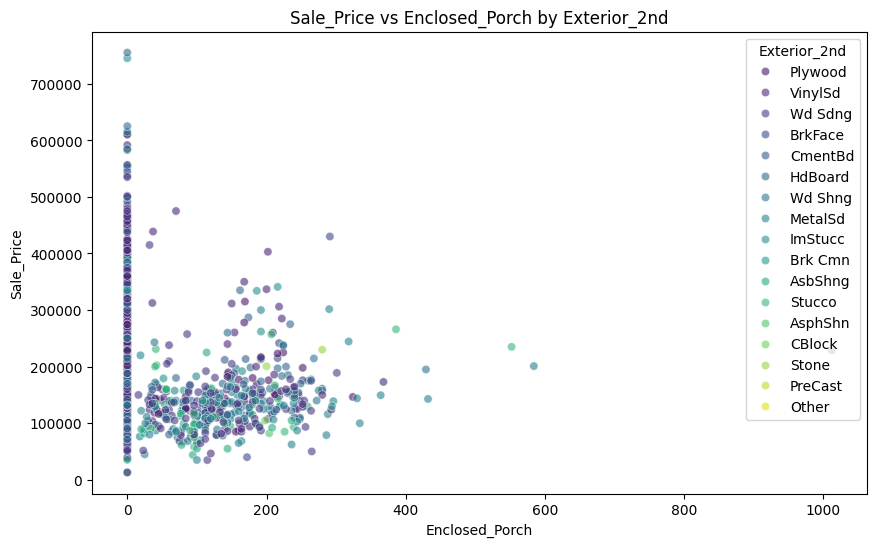 Sale_Price vs Enclosed_Porch by Exterior_2nd
Exterior_2nd
Plywood
VinylSd
Wd Sdng
BrkFace
CmentBd
HdBoard
Wd Shng
MetalSd
ImStucc
Brk Cmn
AsbShng
Stucco
AsphShn
CBlock
Stone
PreCast
Other
Sale_Price
700000
600000
500000
400000
300000
200000
100000
0
0 200 400 600 800 1000
Enclosed_Porch